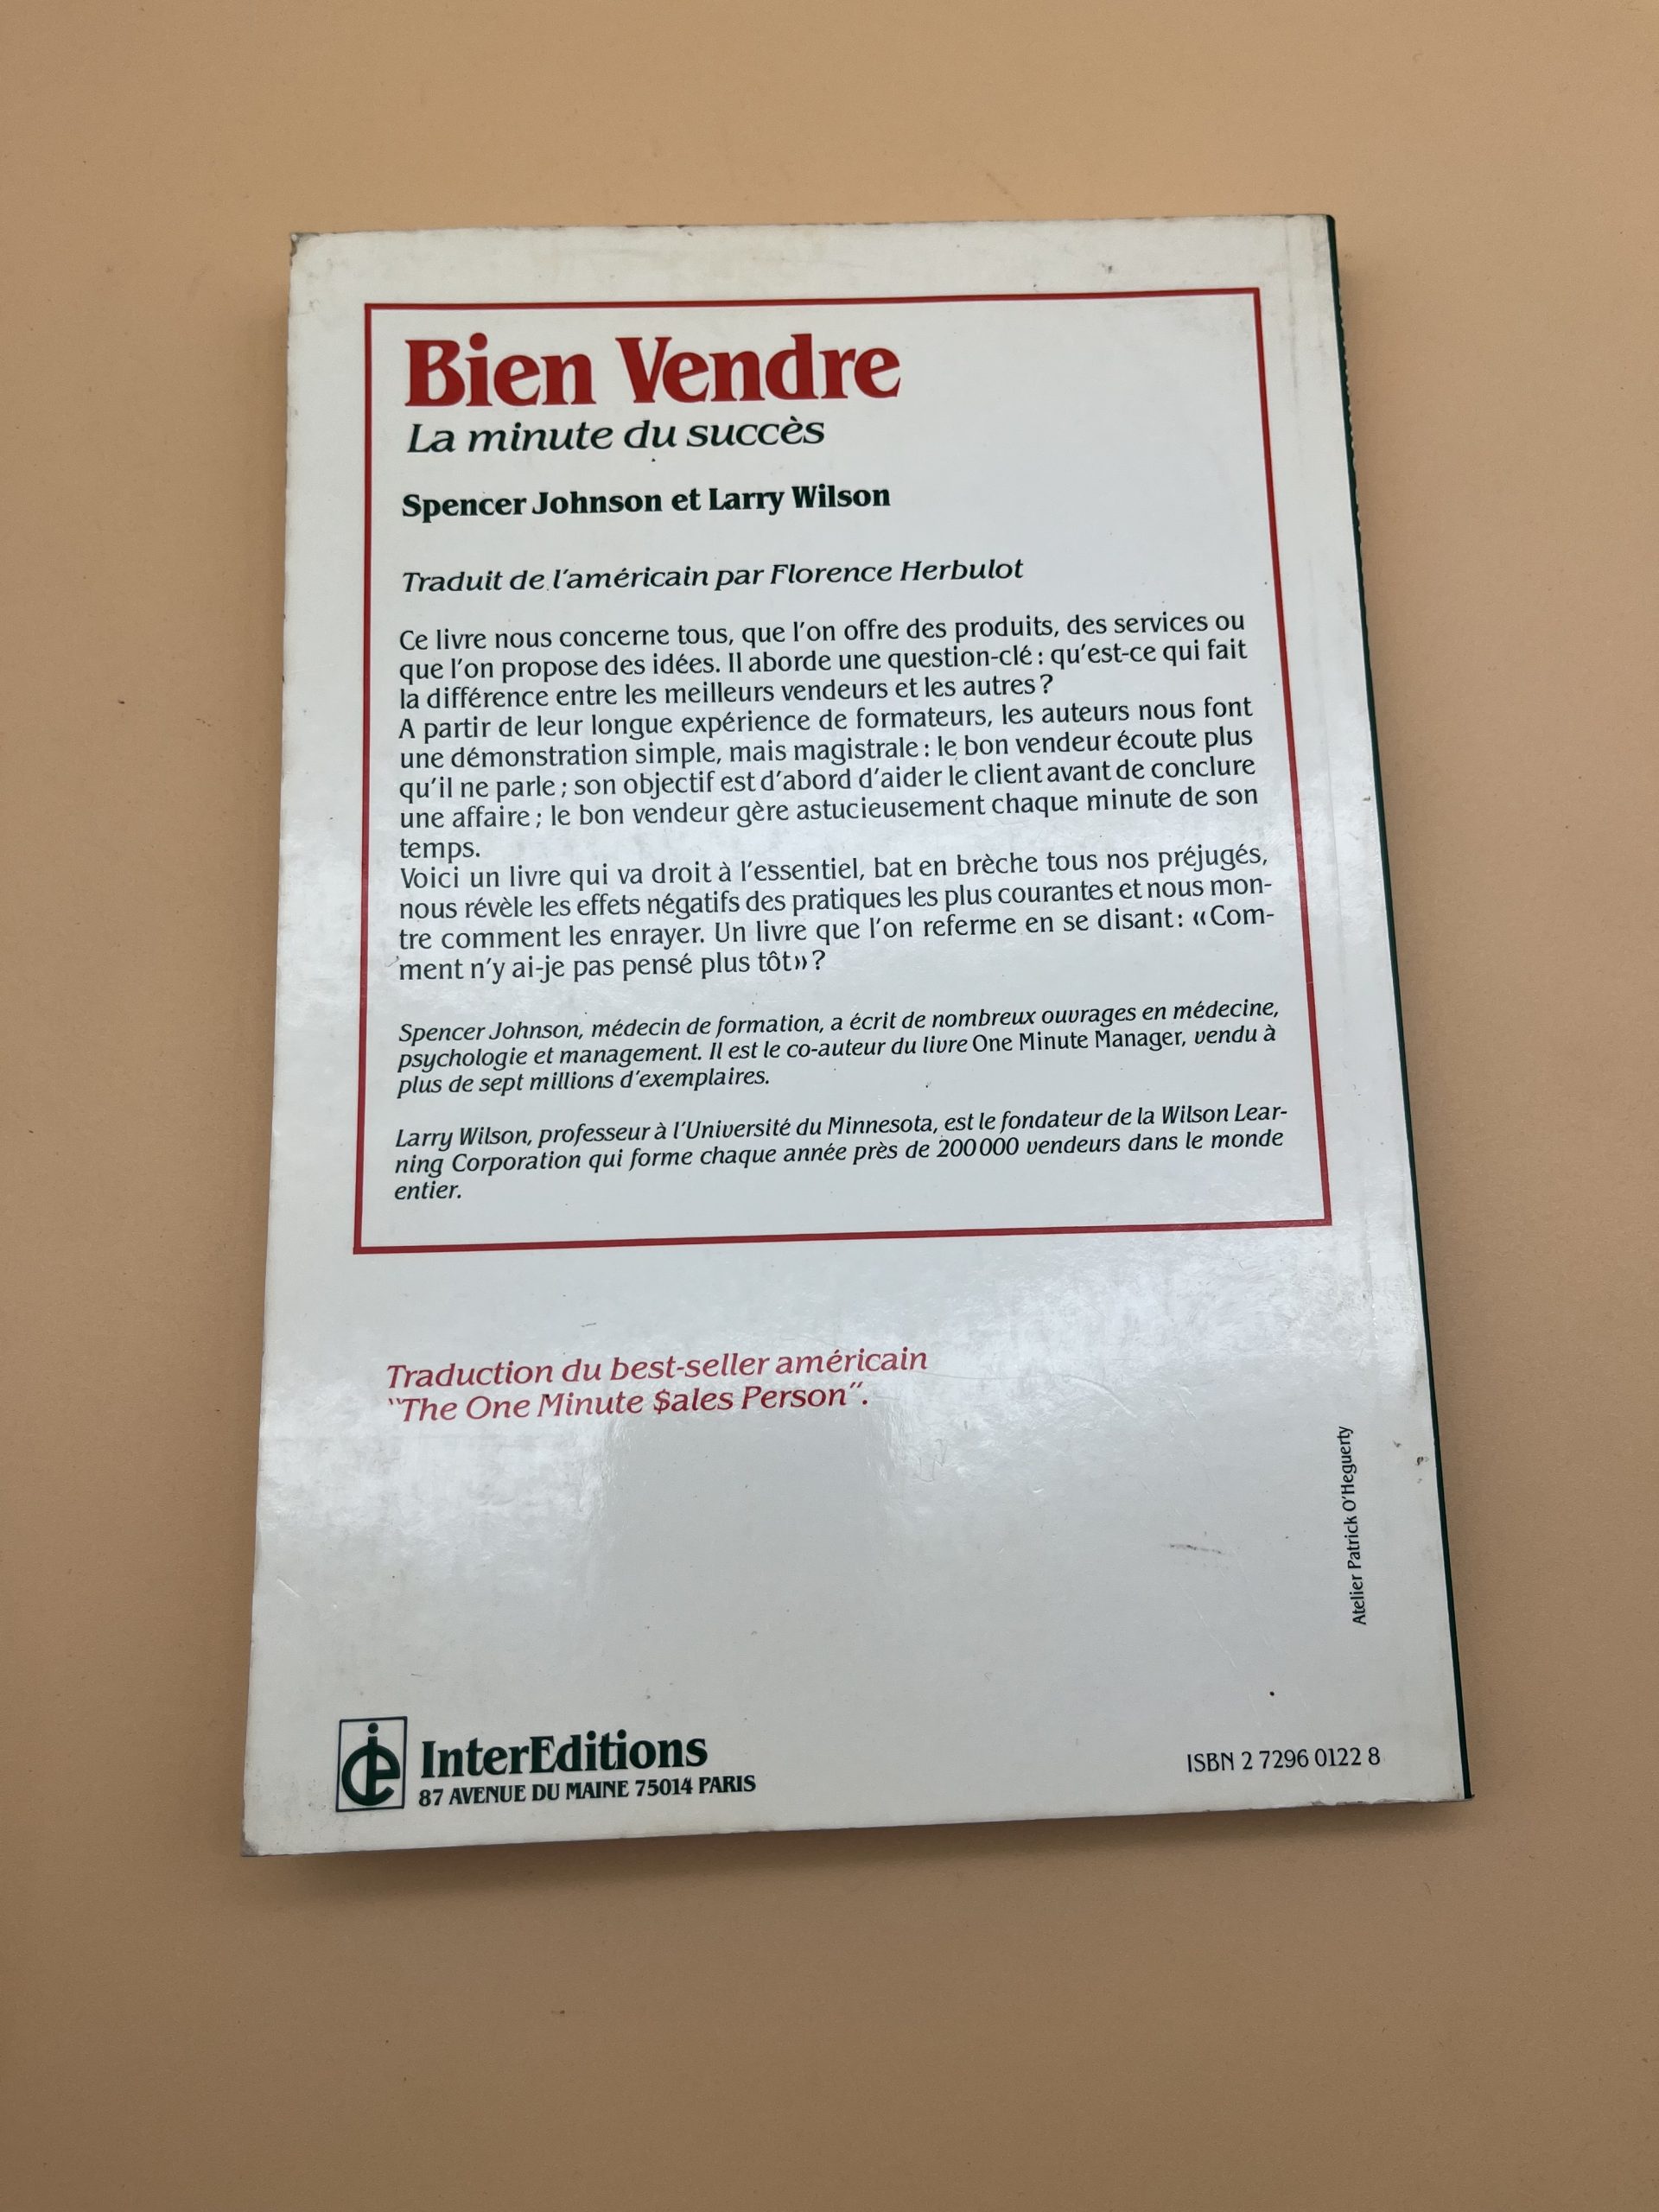 Bien Vendre
La minute du succès
Spencer Johnson et Larry Wilson
Traduit de l'américain par Florence Herbulot
Ce livre nous concerne tous, que l'on offre des produits, des services ou
que l'on propose des idées. Il aborde une question-clé : qu'est-ce qui fait
la différence entre les meilleurs vendeurs et les autres ?
A partir de leur longue expérience de formateurs, les auteurs nous font
une démonstration simple, mais magistrale : le bon vendeur écoute plus
qu'il ne parle ; son objectif est d'abord d'aider le client avant de conclure
une affaire ; le bon vendeur gère astucieusement chaque minute de son
temps.
Voici un livre qui va droit à l'essentiel, bat en brèche tous nos préjugés,
nous révèle les effets négatifs des pratiques les plus courantes et nous mon-
tre comment les enrayer. Un livre que l'on referme en se disant : «Com-
ment n'y ai-je pas pensé plus tôt» ?
Spencer Johnson, médecin de formation, a écrit de nombreux ouvrages en médecine,
psychologie et management. Il est le co-auteur du livre One Minute Manager, vendu à
plus de sept millions d'exemplaires.
Larry Wilson, professeur à l'Université du Minnesota, est le fondateur de la Wilson Lear-
ning Corporation qui forme chaque année près de 200 000 vendeurs dans le monde
entier.
Traduction du best-seller américain
"The One Minute $ales Person".
Atelier Patrick O'Heguerty
ie InterEditions
87 AVENUE DU MAINE 75014 PARIS
ISBN 2 7296 0122 8